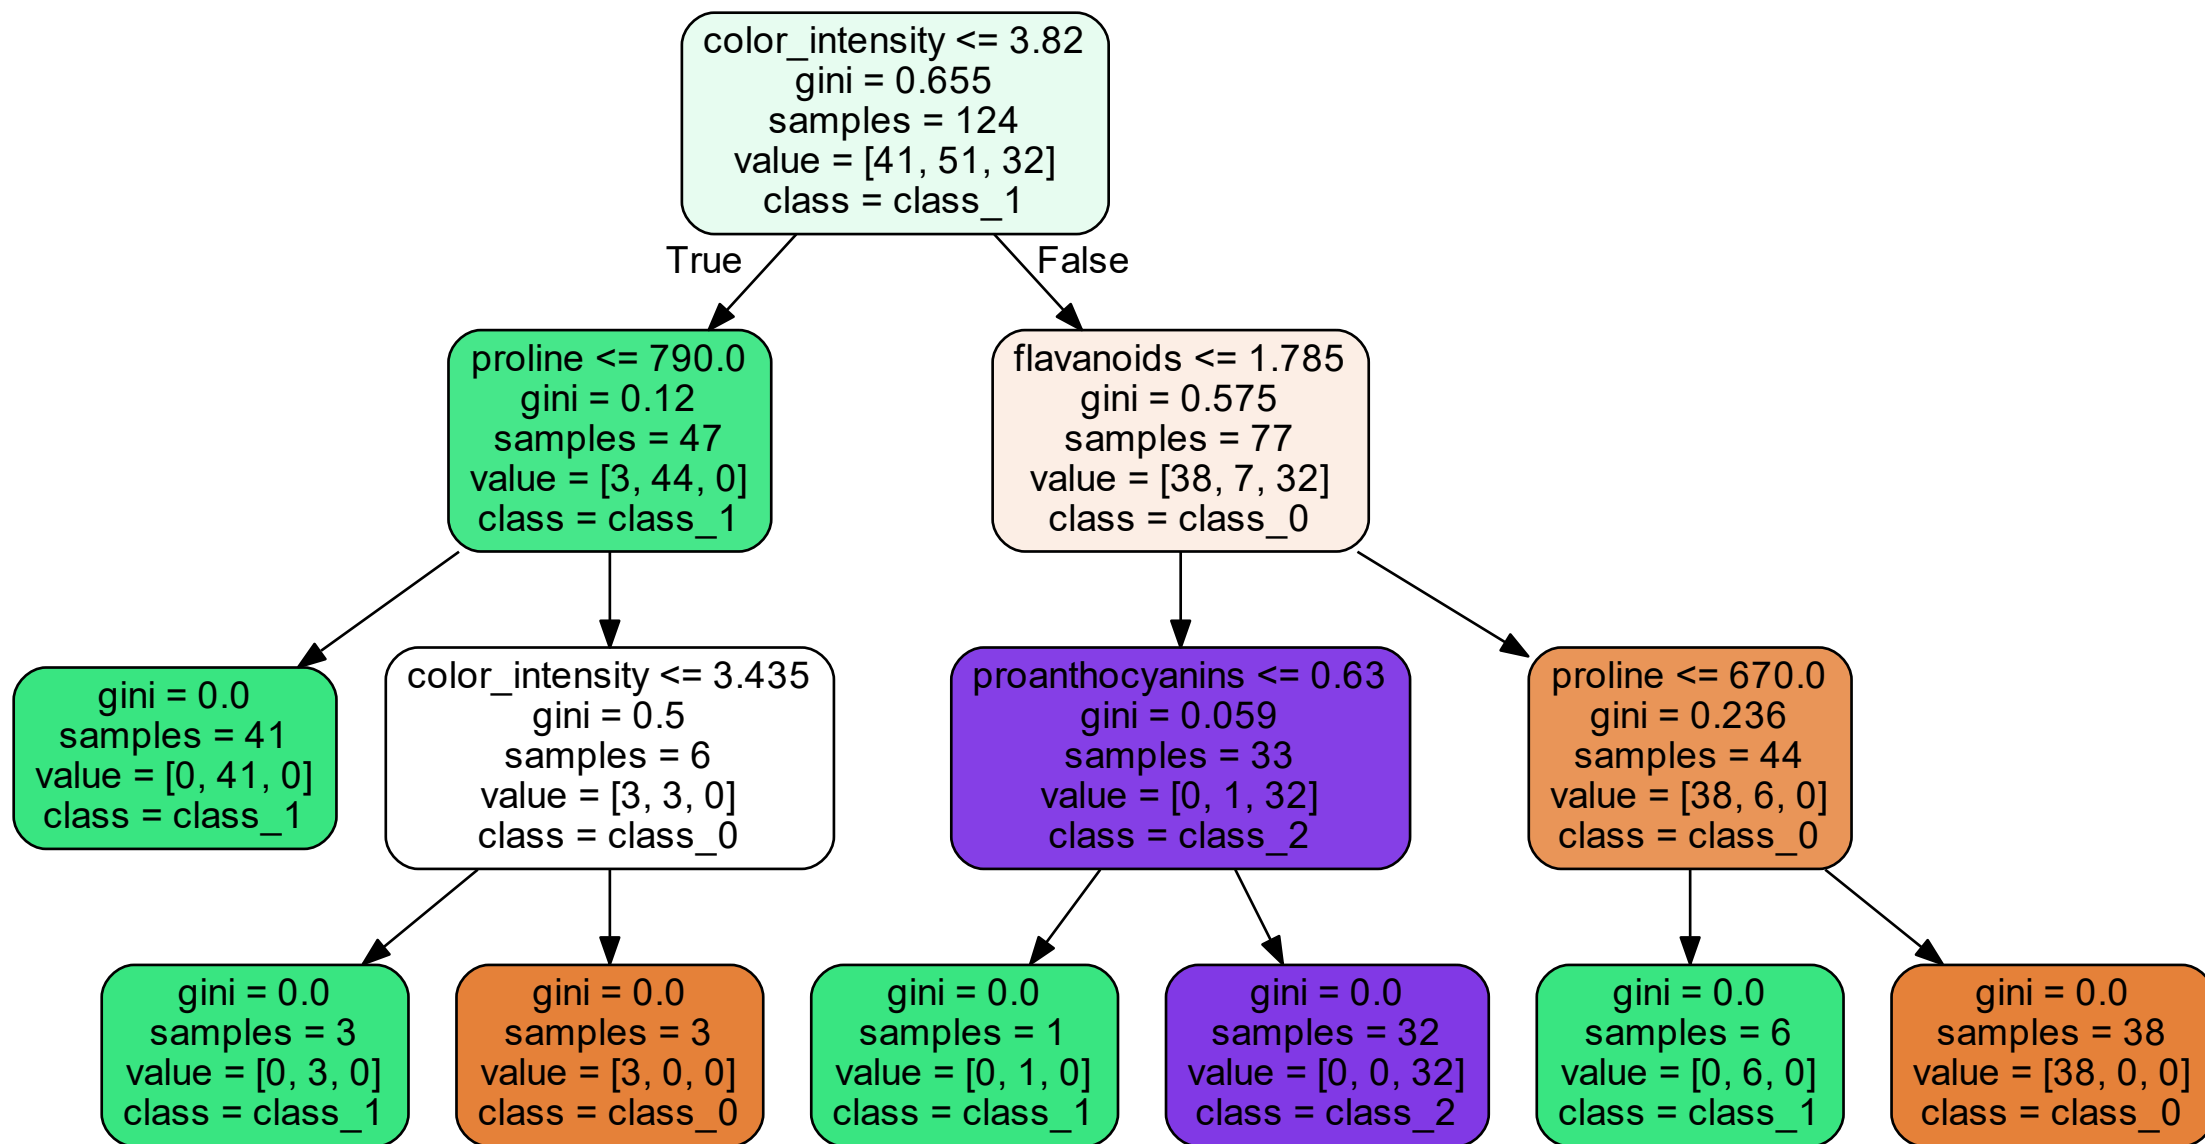 color_intensity <= 3.82
gini = 0.655
samples = 124
value = [41, 51, 32]
class = class_1
True
False
proline <= 790.0
gini = 0.12
samples = 47
value = [3, 44, 0]
class = class_1
flavanoids <= 1.785
gini = 0.575
samples = 77
value = [38, 7, 32]
class = class_0
gini = 0.0
samples = 41
value = [0, 41, 0]
class = class_1
color_intensity <= 3.435
gini = 0.5
samples = 6
value = [3, 3, 0]
class = class_0
proanthocyanins <= 0.63
gini = 0.059
samples = 33
value = [0, 1, 32]
class = class_2
proline <= 670.0
gini = 0.236
samples = 44
value = [38, 6, 0]
class = class_0
gini = 0.0
samples = 3
value = [0, 3, 0]
class = class_1
gini = 0.0
samples = 3
value = [3, 0, 0]
class = class_0
gini = 0.0
samples = 1
value = [0, 1, 0]
class = class_1
gini = 0.0
samples = 32
value = [0, 0, 32]
class = class_2
gini = 0.0
samples = 6
value = [0, 6, 0]
class = class_1
gini = 0.0
samples = 38
value = [38, 0, 0]
class = class_0